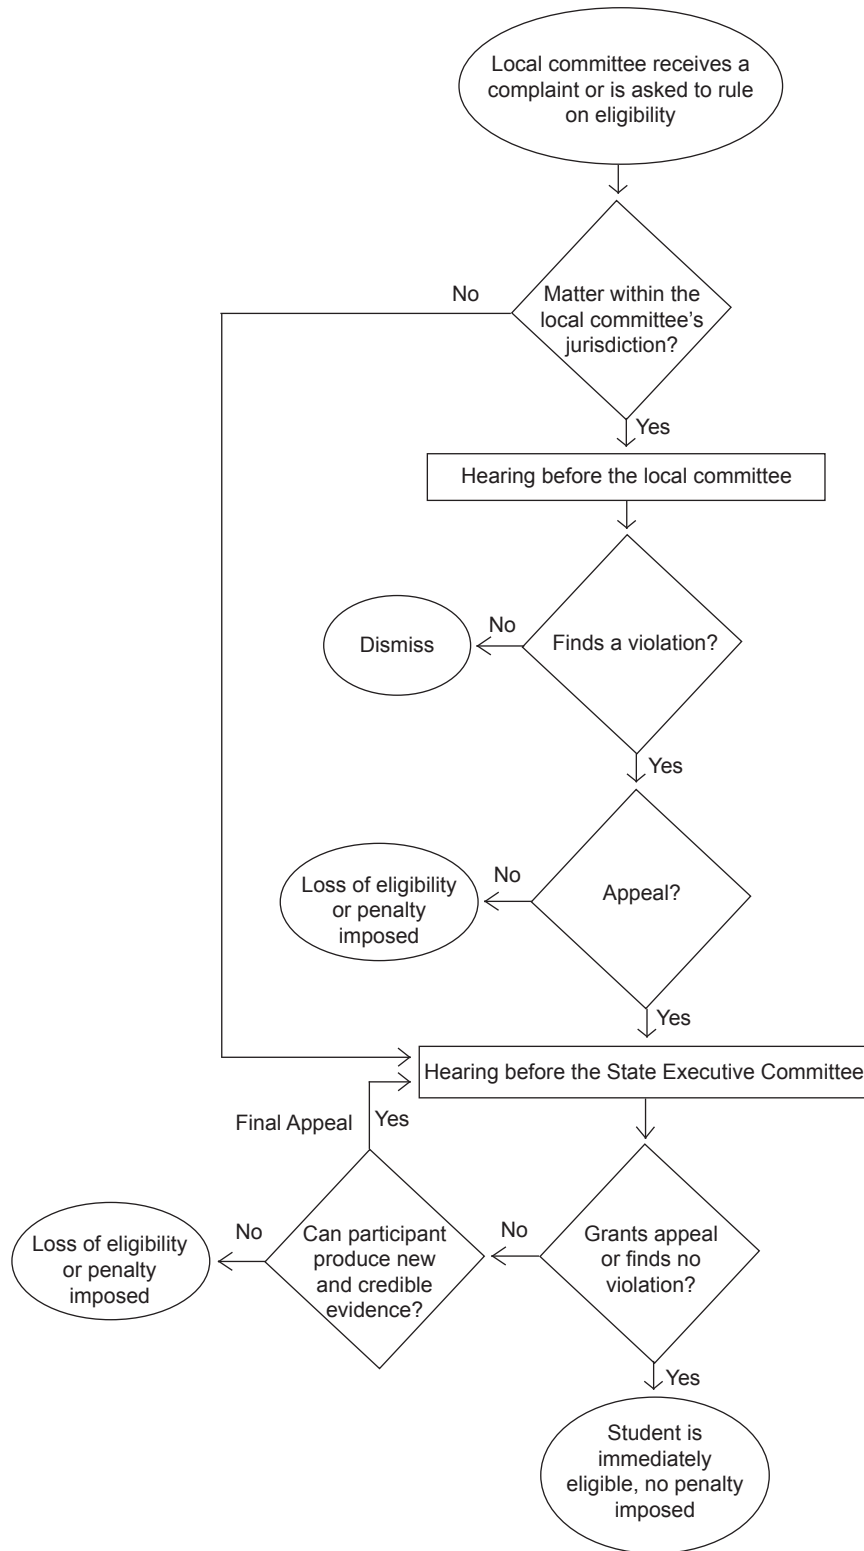 Local committee receives a
complaint or is asked to rule
on eligibility
No
Matter within the
local committee’s
jurisdiction?
Yes
Hearing before the local committee
Dismiss
No
Finds a violation?
Yes
Loss of eligibility
or penalty
imposed
No
Appeal?
Yes
Hearing before the State Executive Committee
Final Appeal
Yes
Loss of eligibility
or penalty
imposed
No
Can participant
produce new
and credible
evidence?
No
Grants appeal
or finds no
violation?
Yes
Student is
immediately
eligible, no penalty
imposed